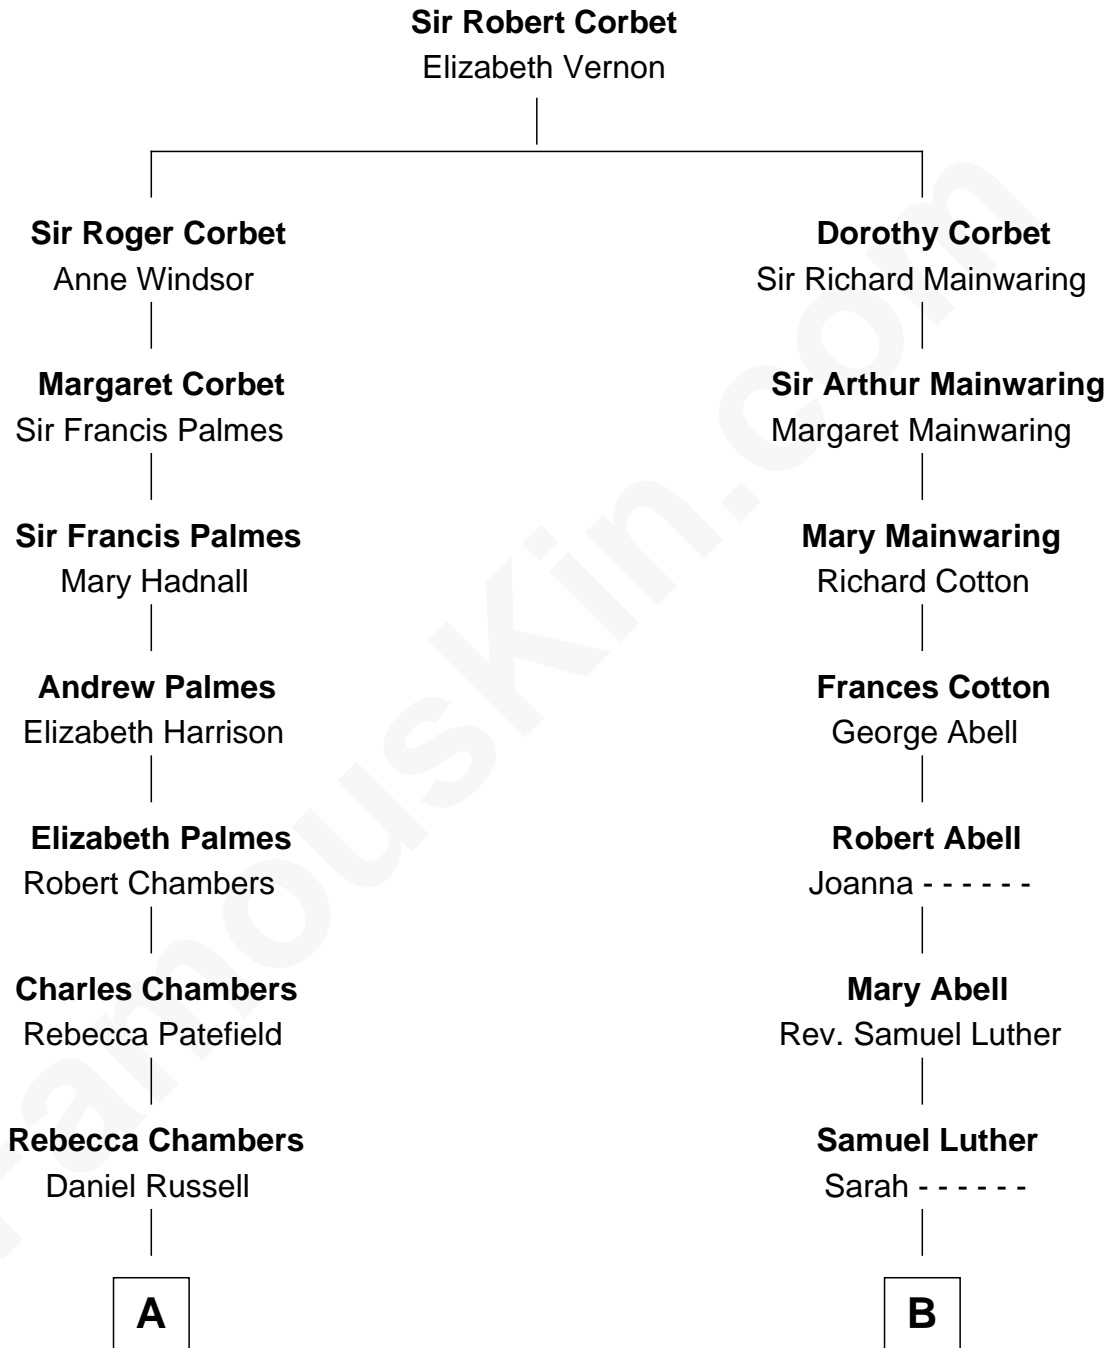 Sir Robert Corbet
Elizabeth Vernon
Sir Roger Corbet
Anne Windsor
Dorothy Corbet
Sir Richard Mainwaring
Margaret Corbet
Sir Francis Palmes
Sir Arthur Mainwaring
Margaret Mainwaring
Sir Francis Palmes
Mary Hadnall
Mary Mainwaring
Richard Cotton
Andrew Palmes
Elizabeth Harrison
Frances Cotton
George Abell
Elizabeth Palmes
Robert Chambers
Robert Abell
Joanna - - - - - -
Charles Chambers
Rebecca Patefield
Mary Abell
Rev. Samuel Luther
Rebecca Chambers
Daniel Russell
Samuel Luther
Sarah - - - - - -
A
B
FamousKin.com